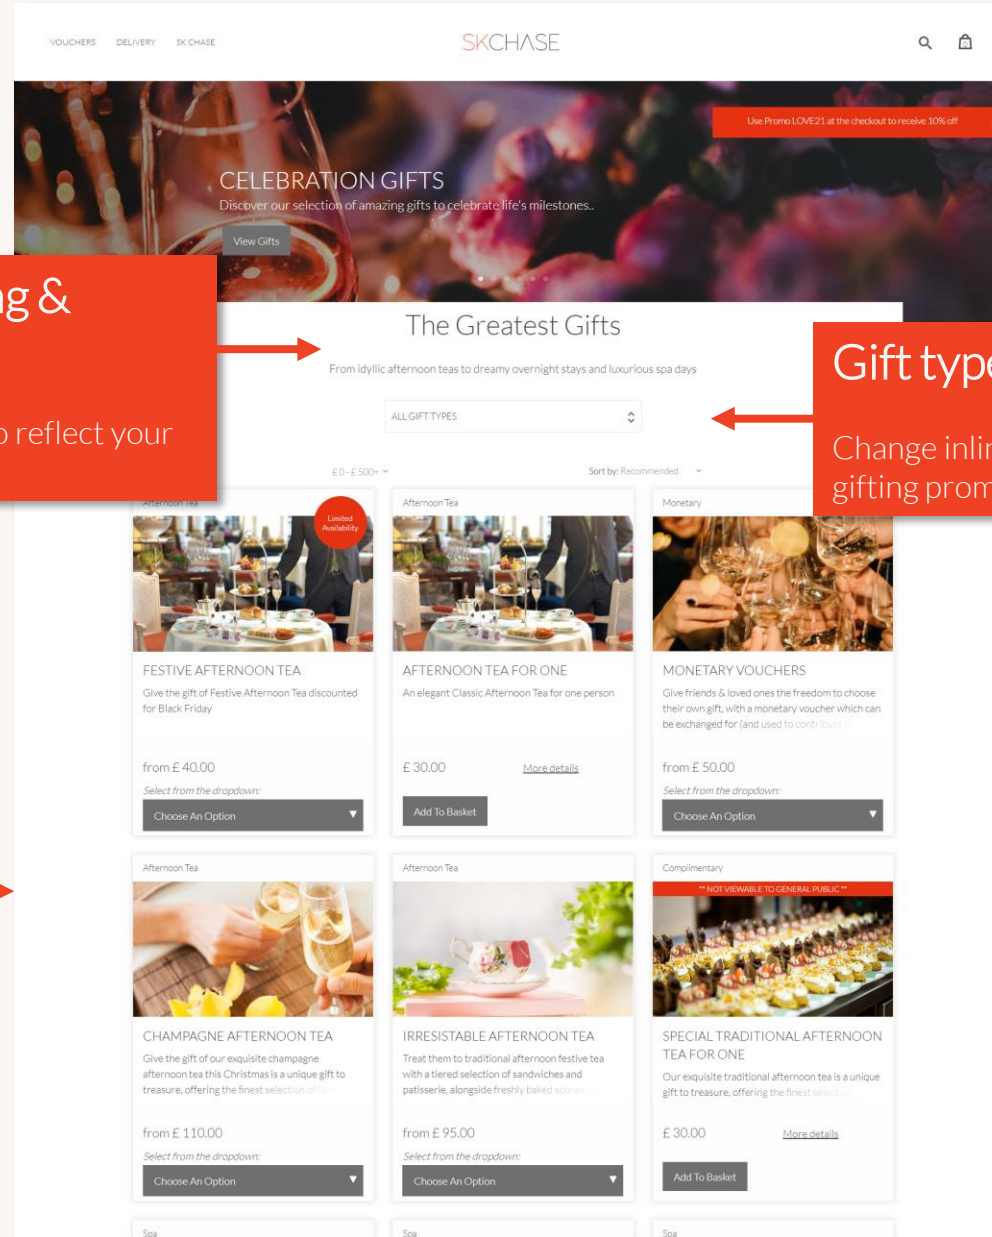 VOUCHERS DELIVERY SK CHASE
SKCHASE
0
Use Promo LOVE21 at the checkout to receive 10% off
CELEBRATION GIFTS
Discover our selection of amazing gifts to celebrate life's milestones..
View Gifts
ng &
o reflect your
The Greatest Gifts
From idyllic afternoon teas to dreamy overnight stays and luxurious spa days
ALL GIFT TYPES
Gift type
Change inlin
gifting prom
£ 0 - £ 500+
Sort by: Recommended
Afternoon Tea
Limited
Availability
FESTIVE AFTERNOON TEA
Give the gift of Festive Afternoon Tea discounted
for Black Friday
from £ 40.00
Select from the dropdown:
Choose An Option
Afternoon Tea
AFTERNOON TEA FOR ONE
An elegant Classic Afternoon Tea for one person
£ 30.00 More details
Add To Basket
Monetary
MONETARY VOUCHERS
Give friends & loved ones the freedom to choose
their own gift, with a monetary voucher which can
be exchanged for (and used to contribute
from £ 50.00
Select from the dropdown:
Choose An Option
Afternoon Tea
CHAMPAGNE AFTERNOON TEA
Give the gift of our exquisite champagne
afternoon tea this Christmas is a unique gift to
treasure, offering the finest selection of
from £ 110.00
Select from the dropdown:
Choose An Option
Afternoon Tea
IRRESISTABLE AFTERNOON TEA
Treat them to traditional afternoon festive tea
with a tiered selection of sandwiches and
patisserie, alongside freshly baked scones
from £ 95.00
Select from the dropdown:
Choose An Option
Complimentary
** NOT VIEWABLE TO GENERAL PUBLIC **
SPECIAL TRADITIONAL AFTERNOON
TEA FOR ONE
Our exquisite traditional afternoon tea is a unique
gift to treasure, offering the finest
£ 30.00 More details
Add To Basket
Spa
Spa
Spa